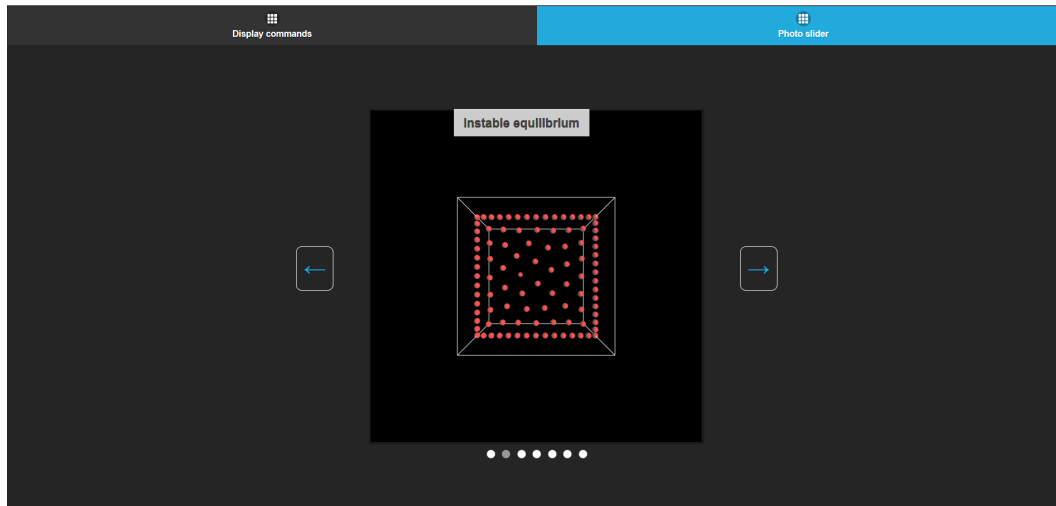 Display commands
Photo slider
Instable equilibrium
← →